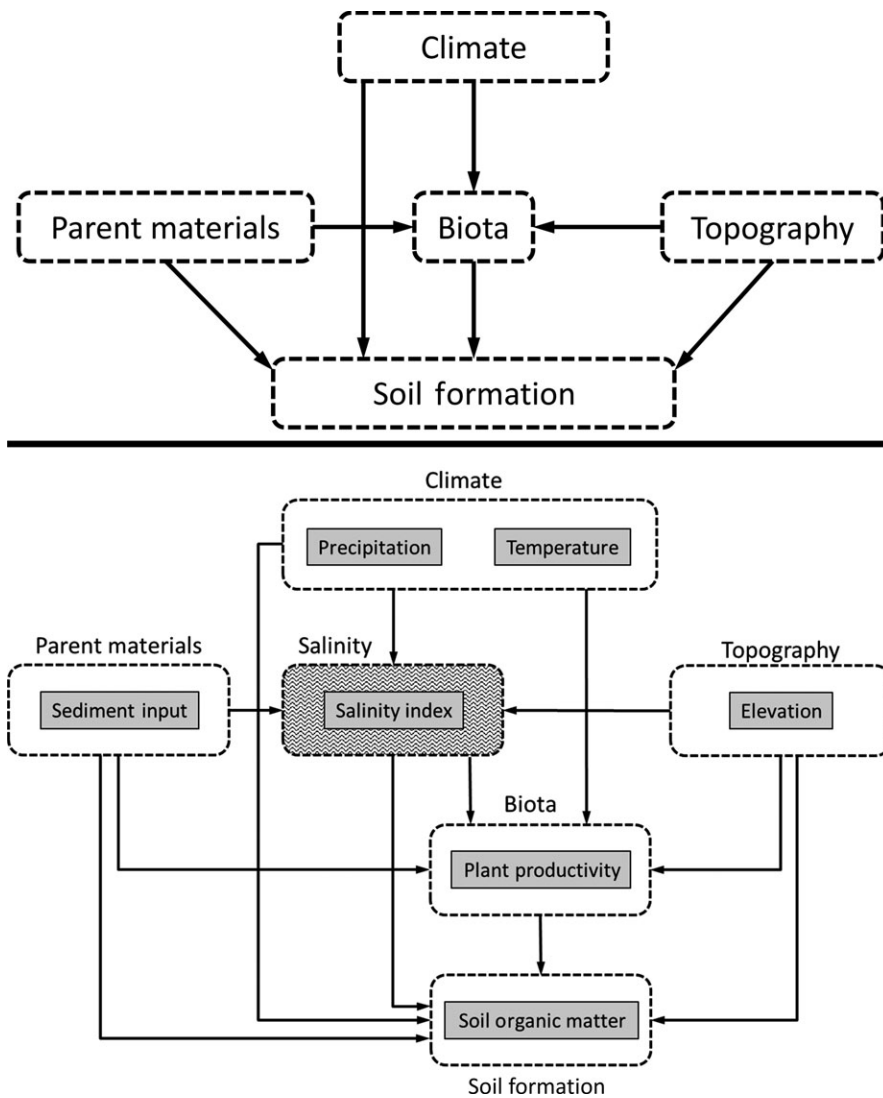 Climate
Parent materials
Biota
Topography
Soil formation
Climate
Precipitation
Temperature
Parent materials
Salinity
Topography
Sediment input
Salinity index
Elevation
Biota
Plant productivity
Soil organic matter
Soil formation